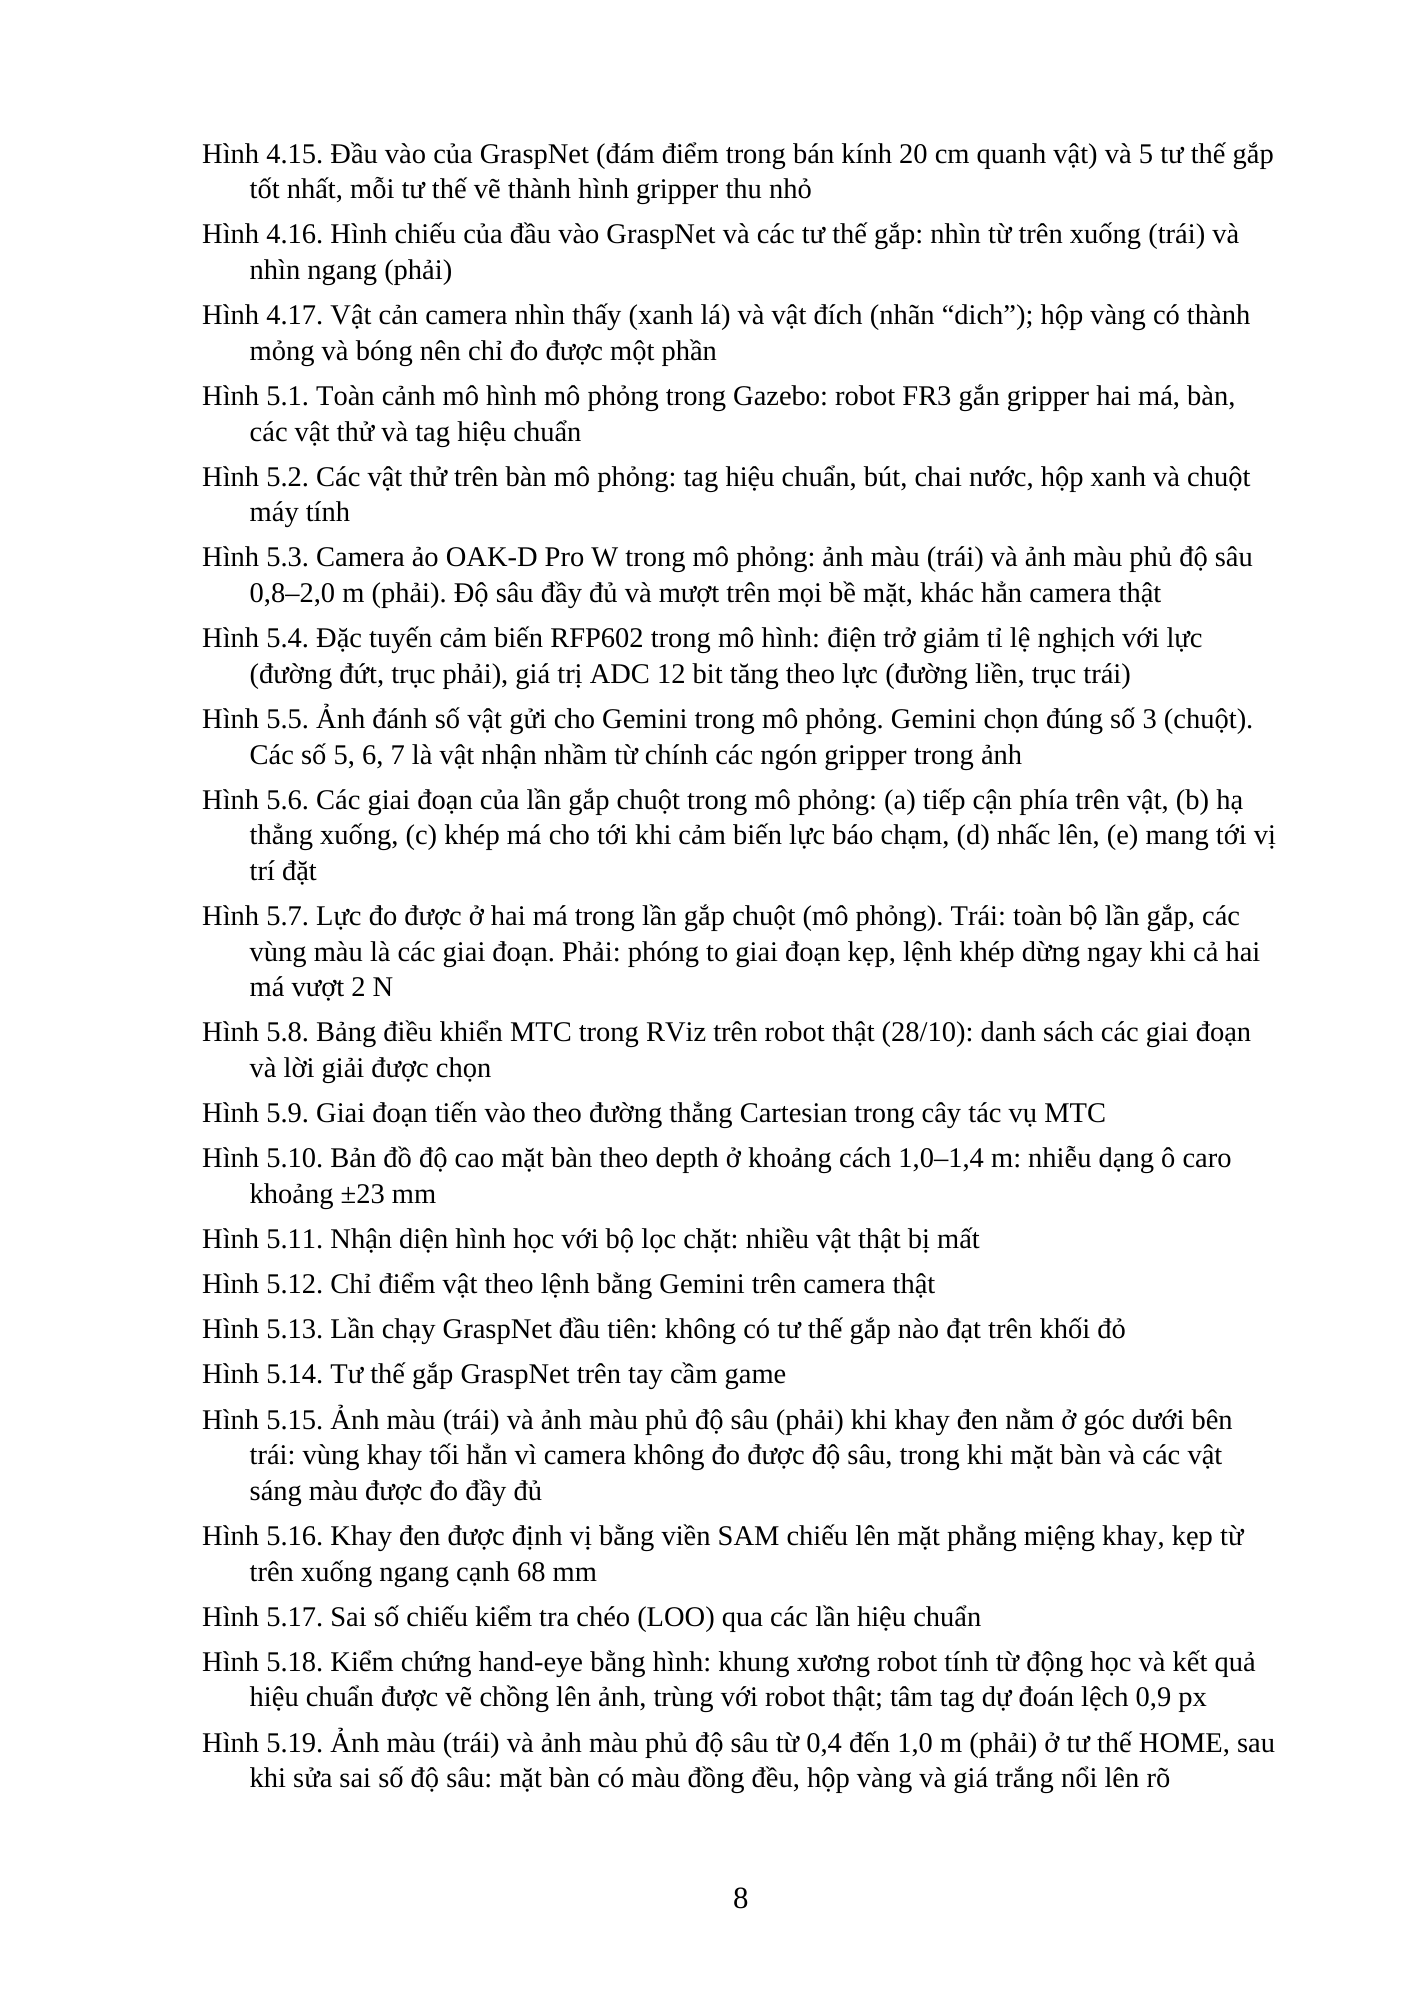 Hình 4.15. Đầu vào của GraspNet (đám điểm trong bán kính 20 cm quanh vật) và 5 tư thế gắp
tốt nhất, mỗi tư thế vẽ thành hình gripper thu nhỏ
Hình 4.16. Hình chiếu của đầu vào GraspNet và các tư thế gắp: nhìn từ trên xuống (trái) và
nhìn ngang (phải)
Hình 4.17. Vật cản camera nhìn thấy (xanh lá) và vật đích (nhãn “dich”); hộp vàng có thành
mỏng và bóng nên chỉ đo được một phần
Hình 5.1. Toàn cảnh mô hình mô phỏng trong Gazebo: robot FR3 gắn gripper hai má, bàn,
các vật thử và tag hiệu chuẩn
Hình 5.2. Các vật thử trên bàn mô phỏng: tag hiệu chuẩn, bút, chai nước, hộp xanh và chuột
máy tính
Hình 5.3. Camera ảo OAK-D Pro W trong mô phỏng: ảnh màu (trái) và ảnh màu phủ độ sâu
0,8–2,0 m (phải). Độ sâu đầy đủ và mượt trên mọi bề mặt, khác hẳn camera thật
Hình 5.4. Đặc tuyến cảm biến RFP602 trong mô hình: điện trở giảm tỉ lệ nghịch với lực
(đường đứt, trục phải), giá trị ADC 12 bit tăng theo lực (đường liền, trục trái)
Hình 5.5. Ảnh đánh số vật gửi cho Gemini trong mô phỏng. Gemini chọn đúng số 3 (chuột).
Các số 5, 6, 7 là vật nhận nhầm từ chính các ngón gripper trong ảnh
Hình 5.6. Các giai đoạn của lần gắp chuột trong mô phỏng: (a) tiếp cận phía trên vật, (b) hạ
thẳng xuống, (c) khép má cho tới khi cảm biến lực báo chạm, (d) nhấc lên, (e) mang tới vị
trí đặt
Hình 5.7. Lực đo được ở hai má trong lần gắp chuột (mô phỏng). Trái: toàn bộ lần gắp, các
vùng màu là các giai đoạn. Phải: phóng to giai đoạn kẹp, lệnh khép dừng ngay khi cả hai
má vượt 2 N
Hình 5.8. Bảng điều khiển MTC trong RViz trên robot thật (28/10): danh sách các giai đoạn
và lời giải được chọn
Hình 5.9. Giai đoạn tiến vào theo đường thẳng Cartesian trong cây tác vụ MTC
Hình 5.10. Bản đồ độ cao mặt bàn theo depth ở khoảng cách 1,0–1,4 m: nhiễu dạng ô caro
khoảng ±23 mm
Hình 5.11. Nhận diện hình học với bộ lọc chặt: nhiều vật thật bị mất
Hình 5.12. Chỉ điểm vật theo lệnh bằng Gemini trên camera thật
Hình 5.13. Lần chạy GraspNet đầu tiên: không có tư thế gắp nào đạt trên khối đỏ
Hình 5.14. Tư thế gắp GraspNet trên tay cầm game
Hình 5.15. Ảnh màu (trái) và ảnh màu phủ độ sâu (phải) khi khay đen nằm ở góc dưới bên
trái: vùng khay tối hẳn vì camera không đo được độ sâu, trong khi mặt bàn và các vật
sáng màu được đo đầy đủ
Hình 5.16. Khay đen được định vị bằng viền SAM chiếu lên mặt phẳng miệng khay, kẹp từ
trên xuống ngang cạnh 68 mm
Hình 5.17. Sai số chiếu kiểm tra chéo (LOO) qua các lần hiệu chuẩn
Hình 5.18. Kiểm chứng hand-eye bằng hình: khung xương robot tính từ động học và kết quả
hiệu chuẩn được vẽ chồng lên ảnh, trùng với robot thật; tâm tag dự đoán lệch 0,9 px
Hình 5.19. Ảnh màu (trái) và ảnh màu phủ độ sâu từ 0,4 đến 1,0 m (phải) ở tư thế HOME, sau
khi sửa sai số độ sâu: mặt bàn có màu đồng đều, hộp vàng và giá trắng nổi lên rõ
8